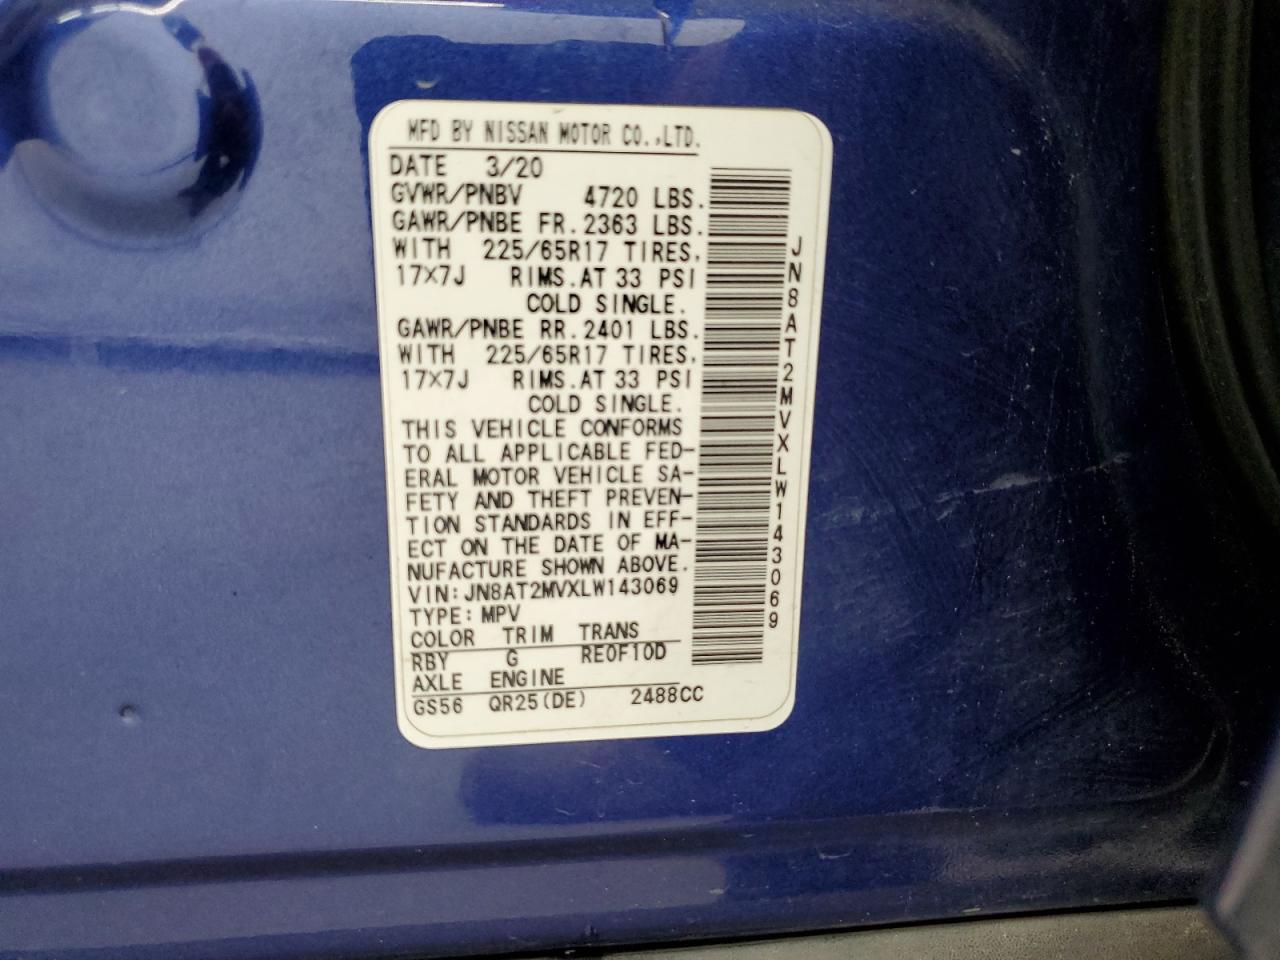 MFD BY NISSAN MOTOR CO.,LTD.
DATE 3/20
GVWR/PNBV 4720 LBS.
GAWR/PNBE FR.2363 LBS.
WITH 225/65R17 TIRES,
17×7J RIMS.AT 33 PSI
COLD SINGLE.
GAWR/PNBE RR.2401 LBS.
WITH 225/65R17 TIRES,
17×7J RIMS.AT 33 PSI
COLD SINGLE.
THIS VEHICLE CONFORMS
TO ALL APPLICABLE FED-
ERAL MOTOR VEHICLE SA-
FETY AND THEFT PREVEN-
TION STANDARDS IN EFF-
ECT ON THE DATE OF MA-
NUFACTURE SHOWN ABOVE.
VIN:JN8AT2MVXLW143069
TYPE:MPV
COLOR TRIM TRANS
RBY G RE0F10D
AXLE ENGINE
GS56 QR25(DE) 2488CC
JN8AT2MVXLW143069